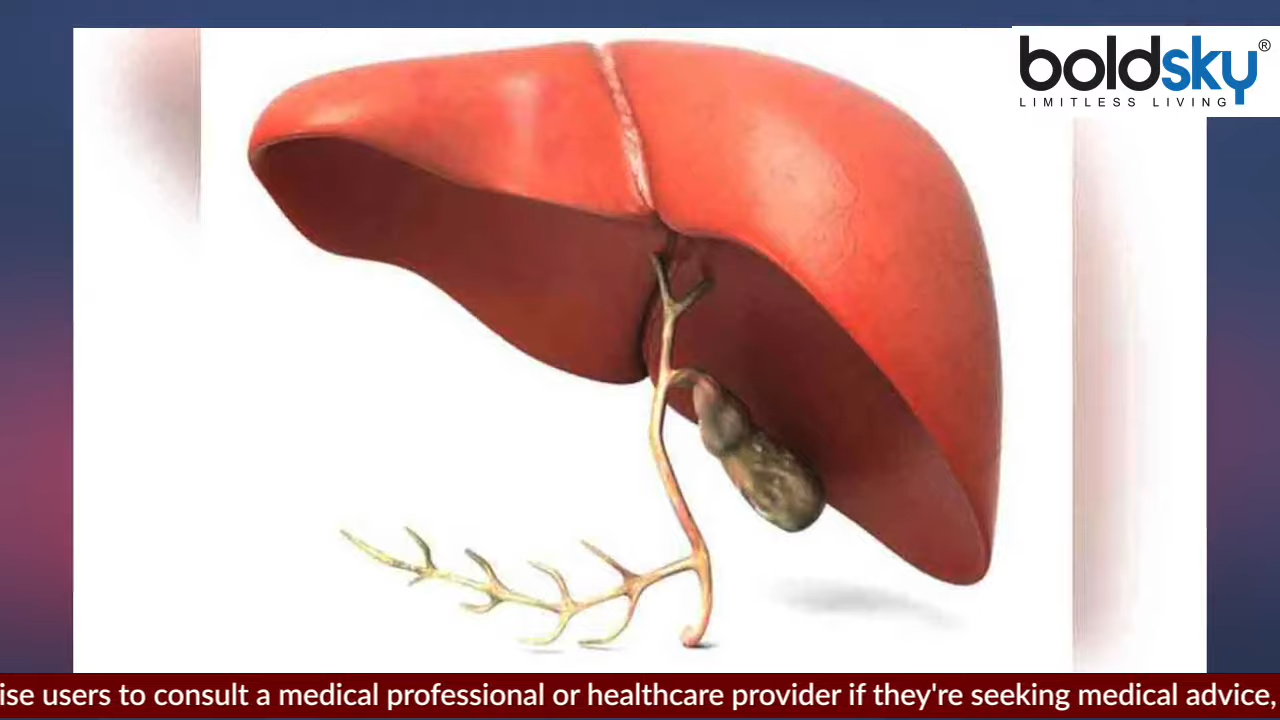 boldsky®
LIMITLESS LIVING
ise users to consult a medical professional or healthcare provider if they're seeking medical advice,